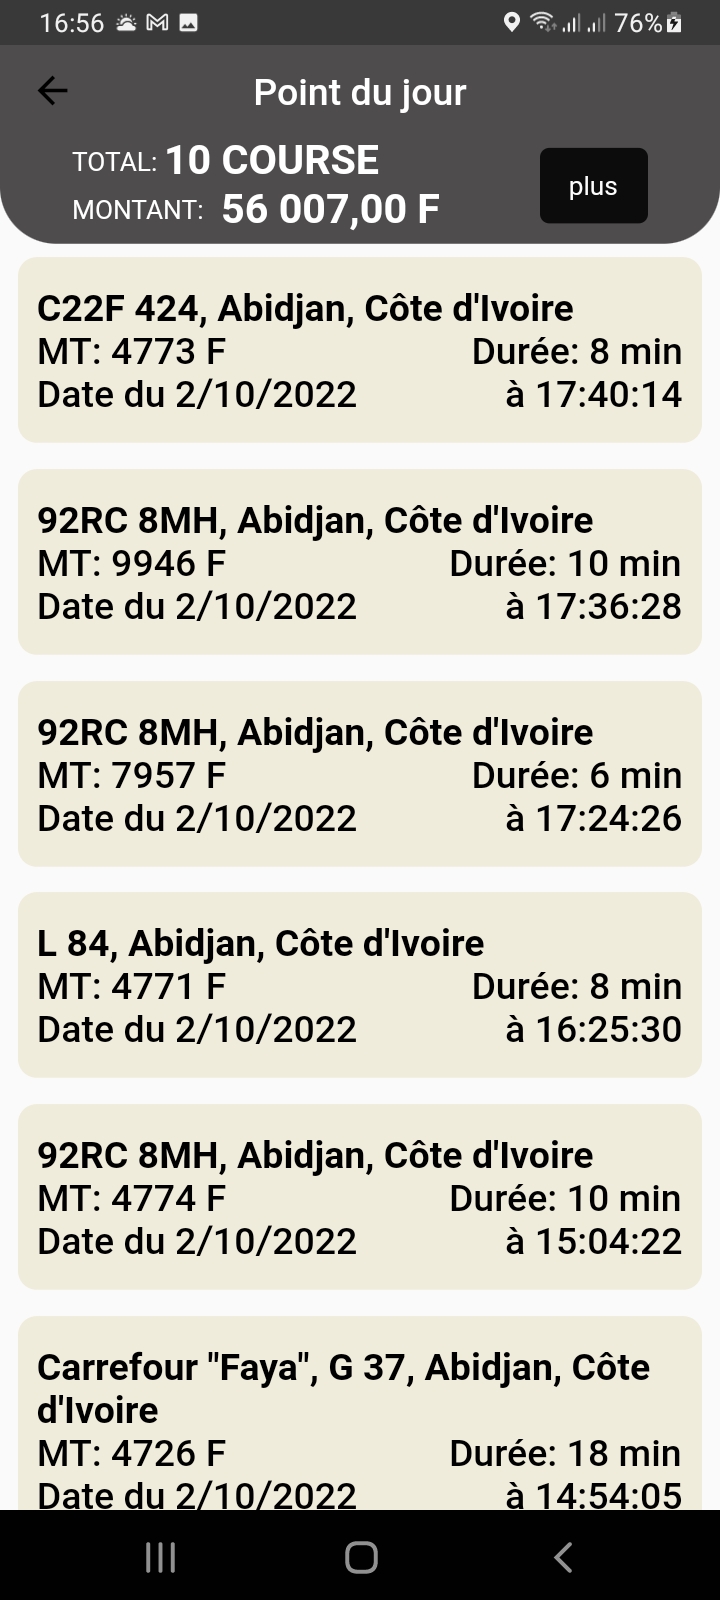 16:56 76%
Point du jour
TOTAL: 10 COURSE
MONTANT: 56 007,00 F
plus
C22F 424, Abidjan, Côte d'Ivoire
MT: 4773 F Durée: 8 min
Date du 2/10/2022 à 17:40:14
92RC 8MH, Abidjan, Côte d'Ivoire
MT: 9946 F Durée: 10 min
Date du 2/10/2022 à 17:36:28
92RC 8MH, Abidjan, Côte d'Ivoire
MT: 7957 F Durée: 6 min
Date du 2/10/2022 à 17:24:26
L 84, Abidjan, Côte d'Ivoire
MT: 4771 F Durée: 8 min
Date du 2/10/2022 à 16:25:30
92RC 8MH, Abidjan, Côte d'Ivoire
MT: 4774 F Durée: 10 min
Date du 2/10/2022 à 15:04:22
Carrefour "Faya", G 37, Abidjan, Côte
d'Ivoire
MT: 4726 F Durée: 18 min
Date du 2/10/2022 à 14:54:05